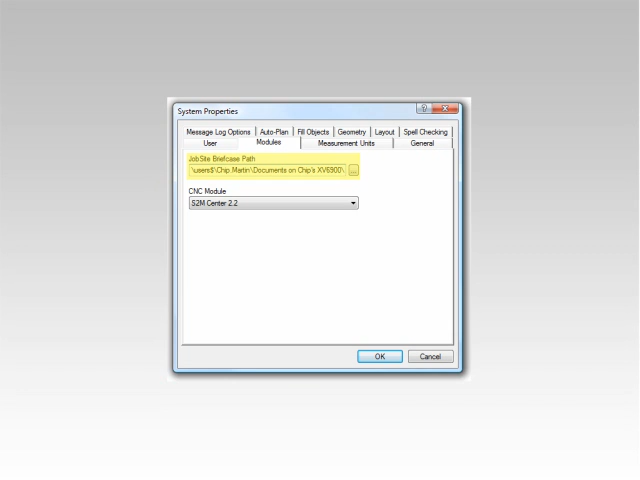 System Properties
Message Log Options Auto-Plan Fill Objects Geometry Layout Spell Checking
User Modules Measurement Units General
JobSite Briefcase Path
\users$\Chip.Martin\Documents on Chip's XV6900\
...
CNC Module
S2M Center 2.2
OK Cancel